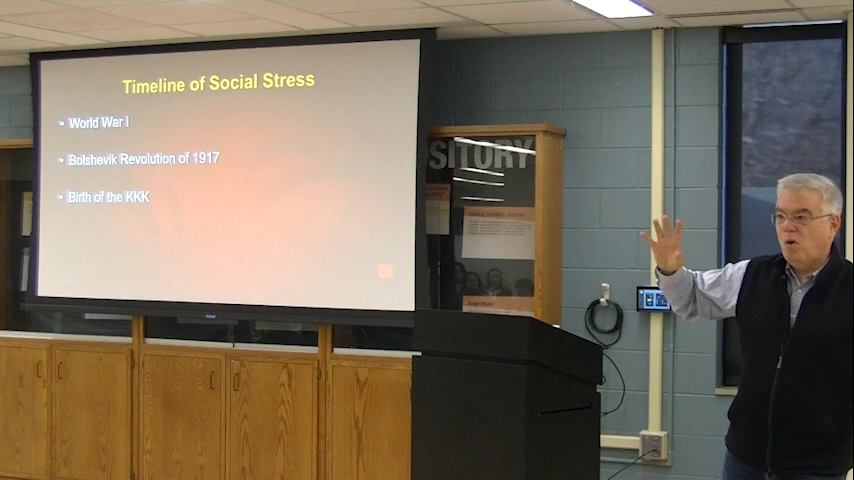 Timeline of Social Stress
World War I
Bolshevik Revolution of 1917
Birth of the KKK
SITORY